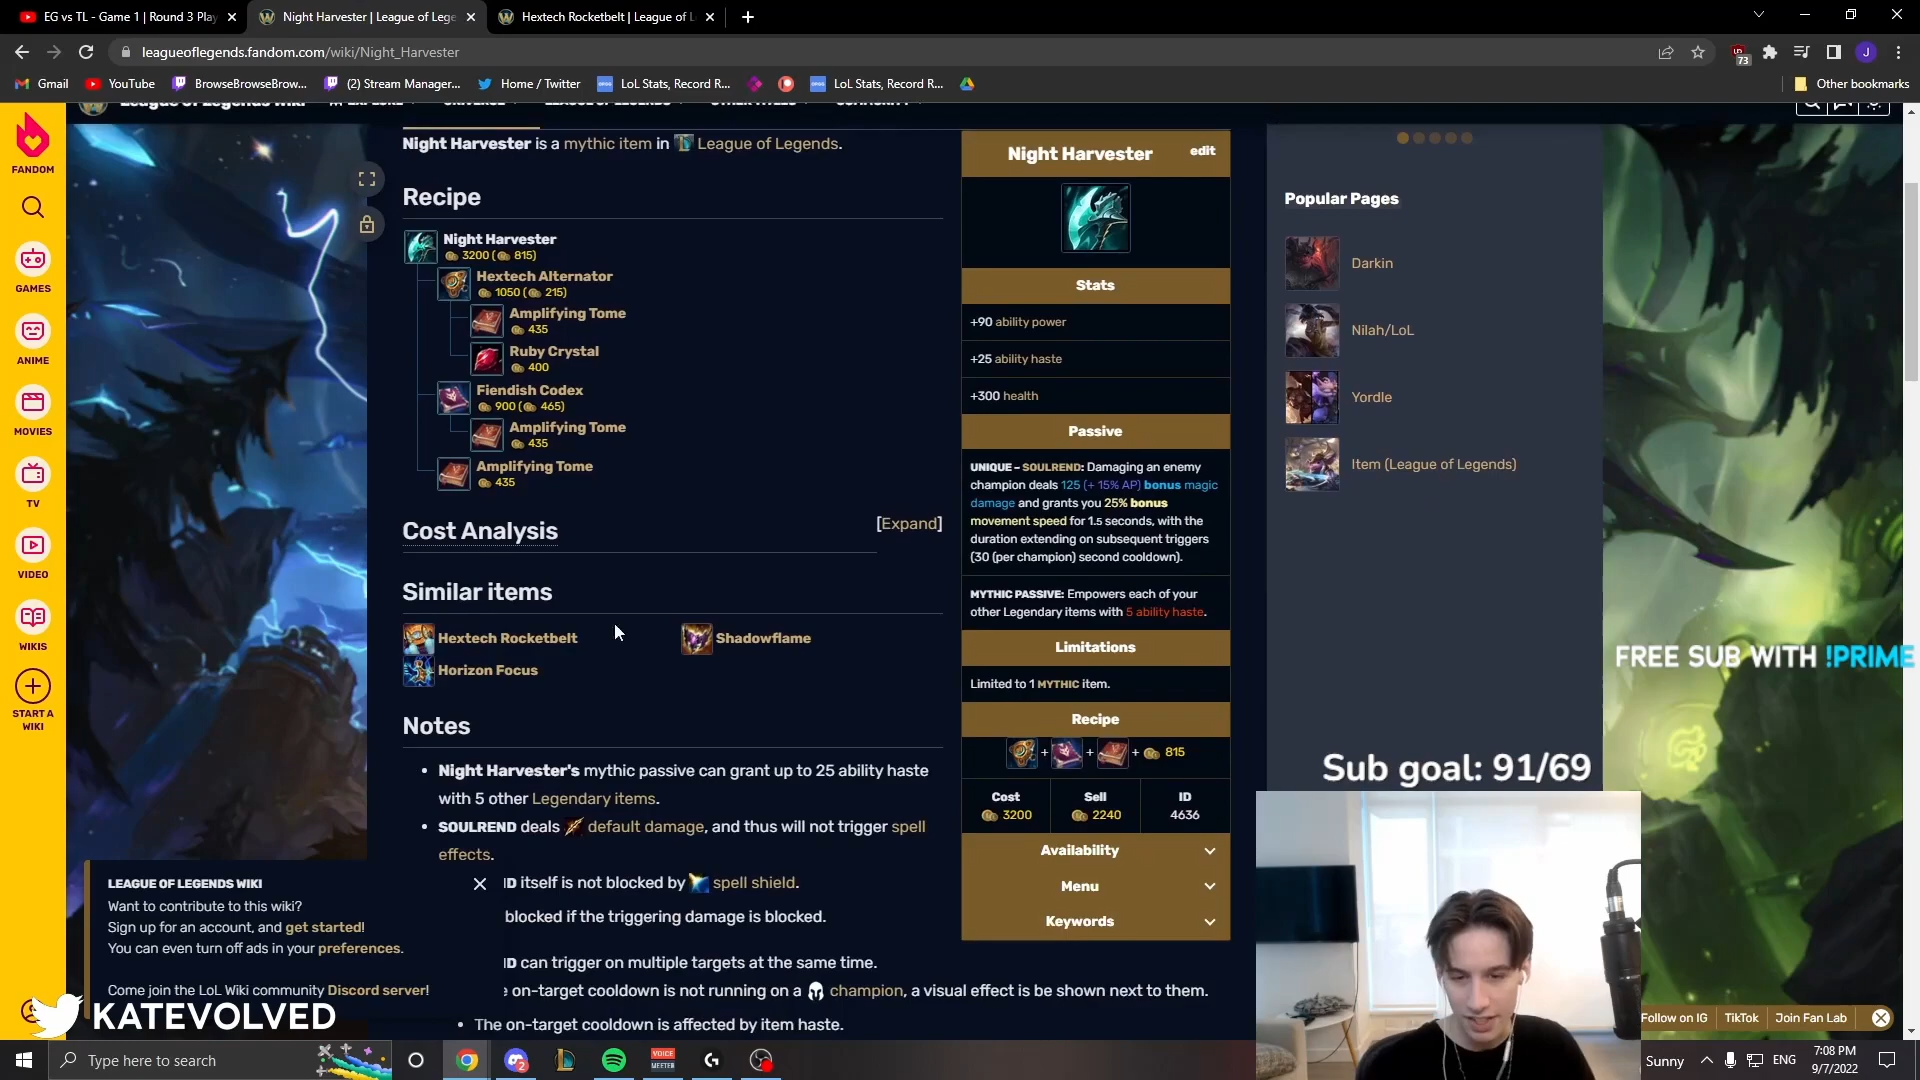 EG vs TL - Game 1 | Round 3 Play
Night Harvester | League of Lege
Hextech Rocketbelt | League of L
leagueoflegends.fandom.com/wiki/Night_Harvester
73
J
Gmail
YouTube
BrowseBrowseBrow...
(2) Stream Manager...
Home / Twitter
LoL Stats, Record R...
LoL Stats, Record R...
Other bookmarks
FANDOM
GAMES
ANIME
MOVIES
TV
VIDEO
WIKIS
START A
WIKI
Night Harvester is a mythic item in League of Legends.
Recipe
Night Harvester
3200 ( 815)
Hextech Alternator
1050 ( 215)
Amplifying Tome
435
Ruby Crystal
400
Fiendish Codex
900 ( 465)
Amplifying Tome
435
Amplifying Tome
435
Cost Analysis
[Expand]
Similar items
Hextech Rocketbelt
Shadowflame
Horizon Focus
Notes
• Night Harvester's mythic passive can grant up to 25 ability haste
with 5 other Legendary items.
• SOULREND deals default damage, and thus will not trigger spell
effects.
ND itself is not blocked by spell shield.
blocked if the triggering damage is blocked.
ND can trigger on multiple targets at the same time.
e on-target cooldown is not running on a champion, a visual effect is be shown next to them.
• The on-target cooldown is affected by item haste.
Night Harvester
edit
Stats
+90 ability power
+25 ability haste
+300 health
Passive
UNIQUE – SOULREND: Damaging an enemy
champion deals 125 (+ 15% AP) bonus magic
damage and grants you 25% bonus
movement speed for 1.5 seconds, with the
duration extending on subsequent triggers
(30 (per champion) second cooldown).
MYTHIC PASSIVE: Empowers each of your
other Legendary items with 5 ability haste.
Limitations
Limited to 1 MYTHIC item.
Recipe
+ + + 815
Cost
Sell
ID
3200
2240
4636
Availability
Menu
Keywords
Popular Pages
Darkin
Nilah/LoL
Yordle
Item (League of Legends)
FREE SUB WITH !PRIME
Sub goal: 91/69
LEAGUE OF LEGENDS WIKI
Want to contribute to this wiki?
Sign up for an account, and get started!
You can even turn off ads in your preferences.
Come join the LoL Wiki community Discord server!
KATEVOLVED
Follow on IG
TikTok
Join Fan Lab
Type here to search
2
VOICE
MEETER
Sunny
ENG
7:08 PM
9/7/2022